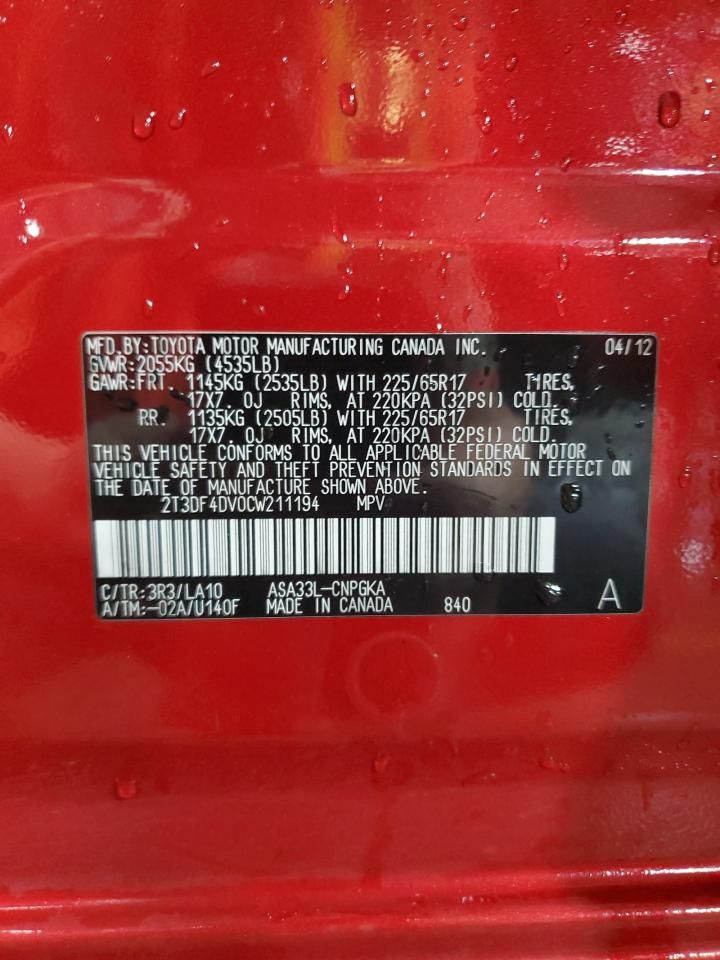 MFD.BY:TOYOTA MOTOR MANUFACTURING CANADA INC. 04/12
GVWR:2055KG (4535LB)
GAWR:FRT. 1145KG (2535LB) WITH 225/65R17 TIRES,
17X7.0J RIMS, AT 220KPA (32PSI) COLD.
RR. 1135KG (2505LB) WITH 225/65R17 TIRES,
17X7.0J RIMS, AT 220KPA (32PSI) COLD.
THIS VEHICLE CONFORMS TO ALL APPLICABLE FEDERAL MOTOR
VEHICLE SAFETY AND THEFT PREVENTION STANDARDS IN EFFECT ON
THE DATE OF MANUFACTURE SHOWN ABOVE.
2T3DF4DV0CW211194 MPV
C/TR:3R3/LA10 ASA33L-CNPGKA
A/TM:-02A/U140F MADE IN CANADA 840 A